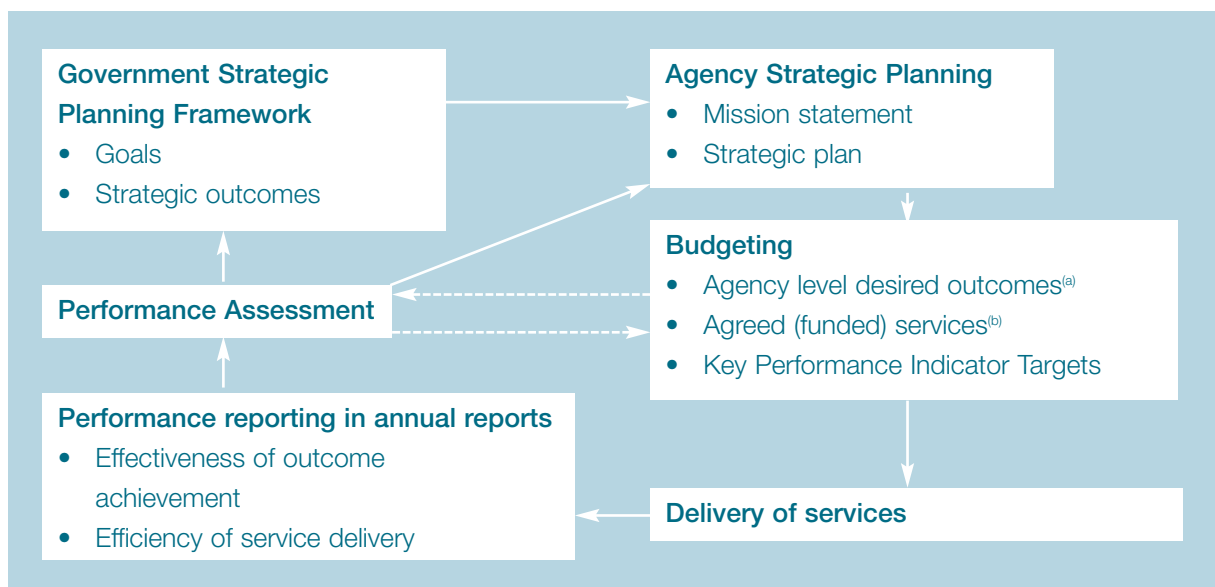 Government Strategic
Planning Framework
• Goals
• Strategic outcomes
Agency Strategic Planning
• Mission statement
• Strategic plan
Performance Assessment
Budgeting
• Agency level desired outcomes(a)
• Agreed (funded) services(b)
• Key Performance Indicator Targets
Performance reporting in annual reports
• Effectiveness of outcome
achievement
• Efficiency of service delivery
Delivery of services